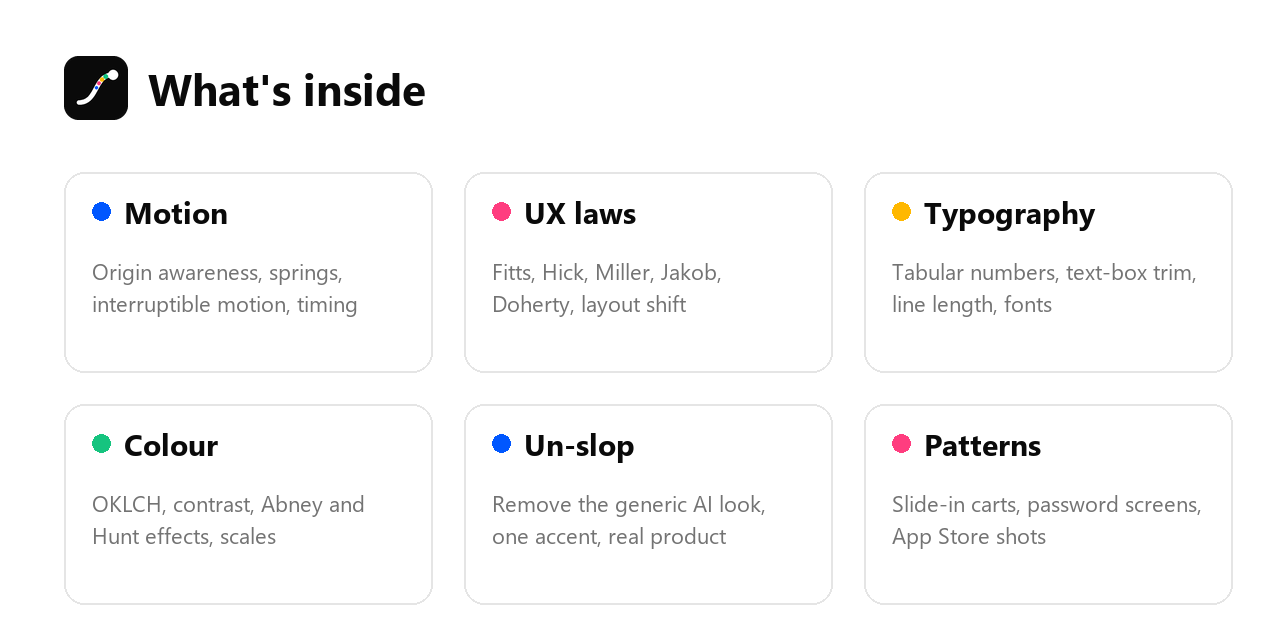 What's inside
Motion
Origin awareness, springs,
interruptible motion, timing
UX laws
Fitts, Hick, Miller, Jakob,
Doherty, layout shift
Typography
Tabular numbers, text-box trim,
line length, fonts
Colour
OKLCH, contrast, Abney and
Hunt effects, scales
Un-slop
Remove the generic AI look,
one accent, real product
Patterns
Slide-in carts, password screens,
App Store shots